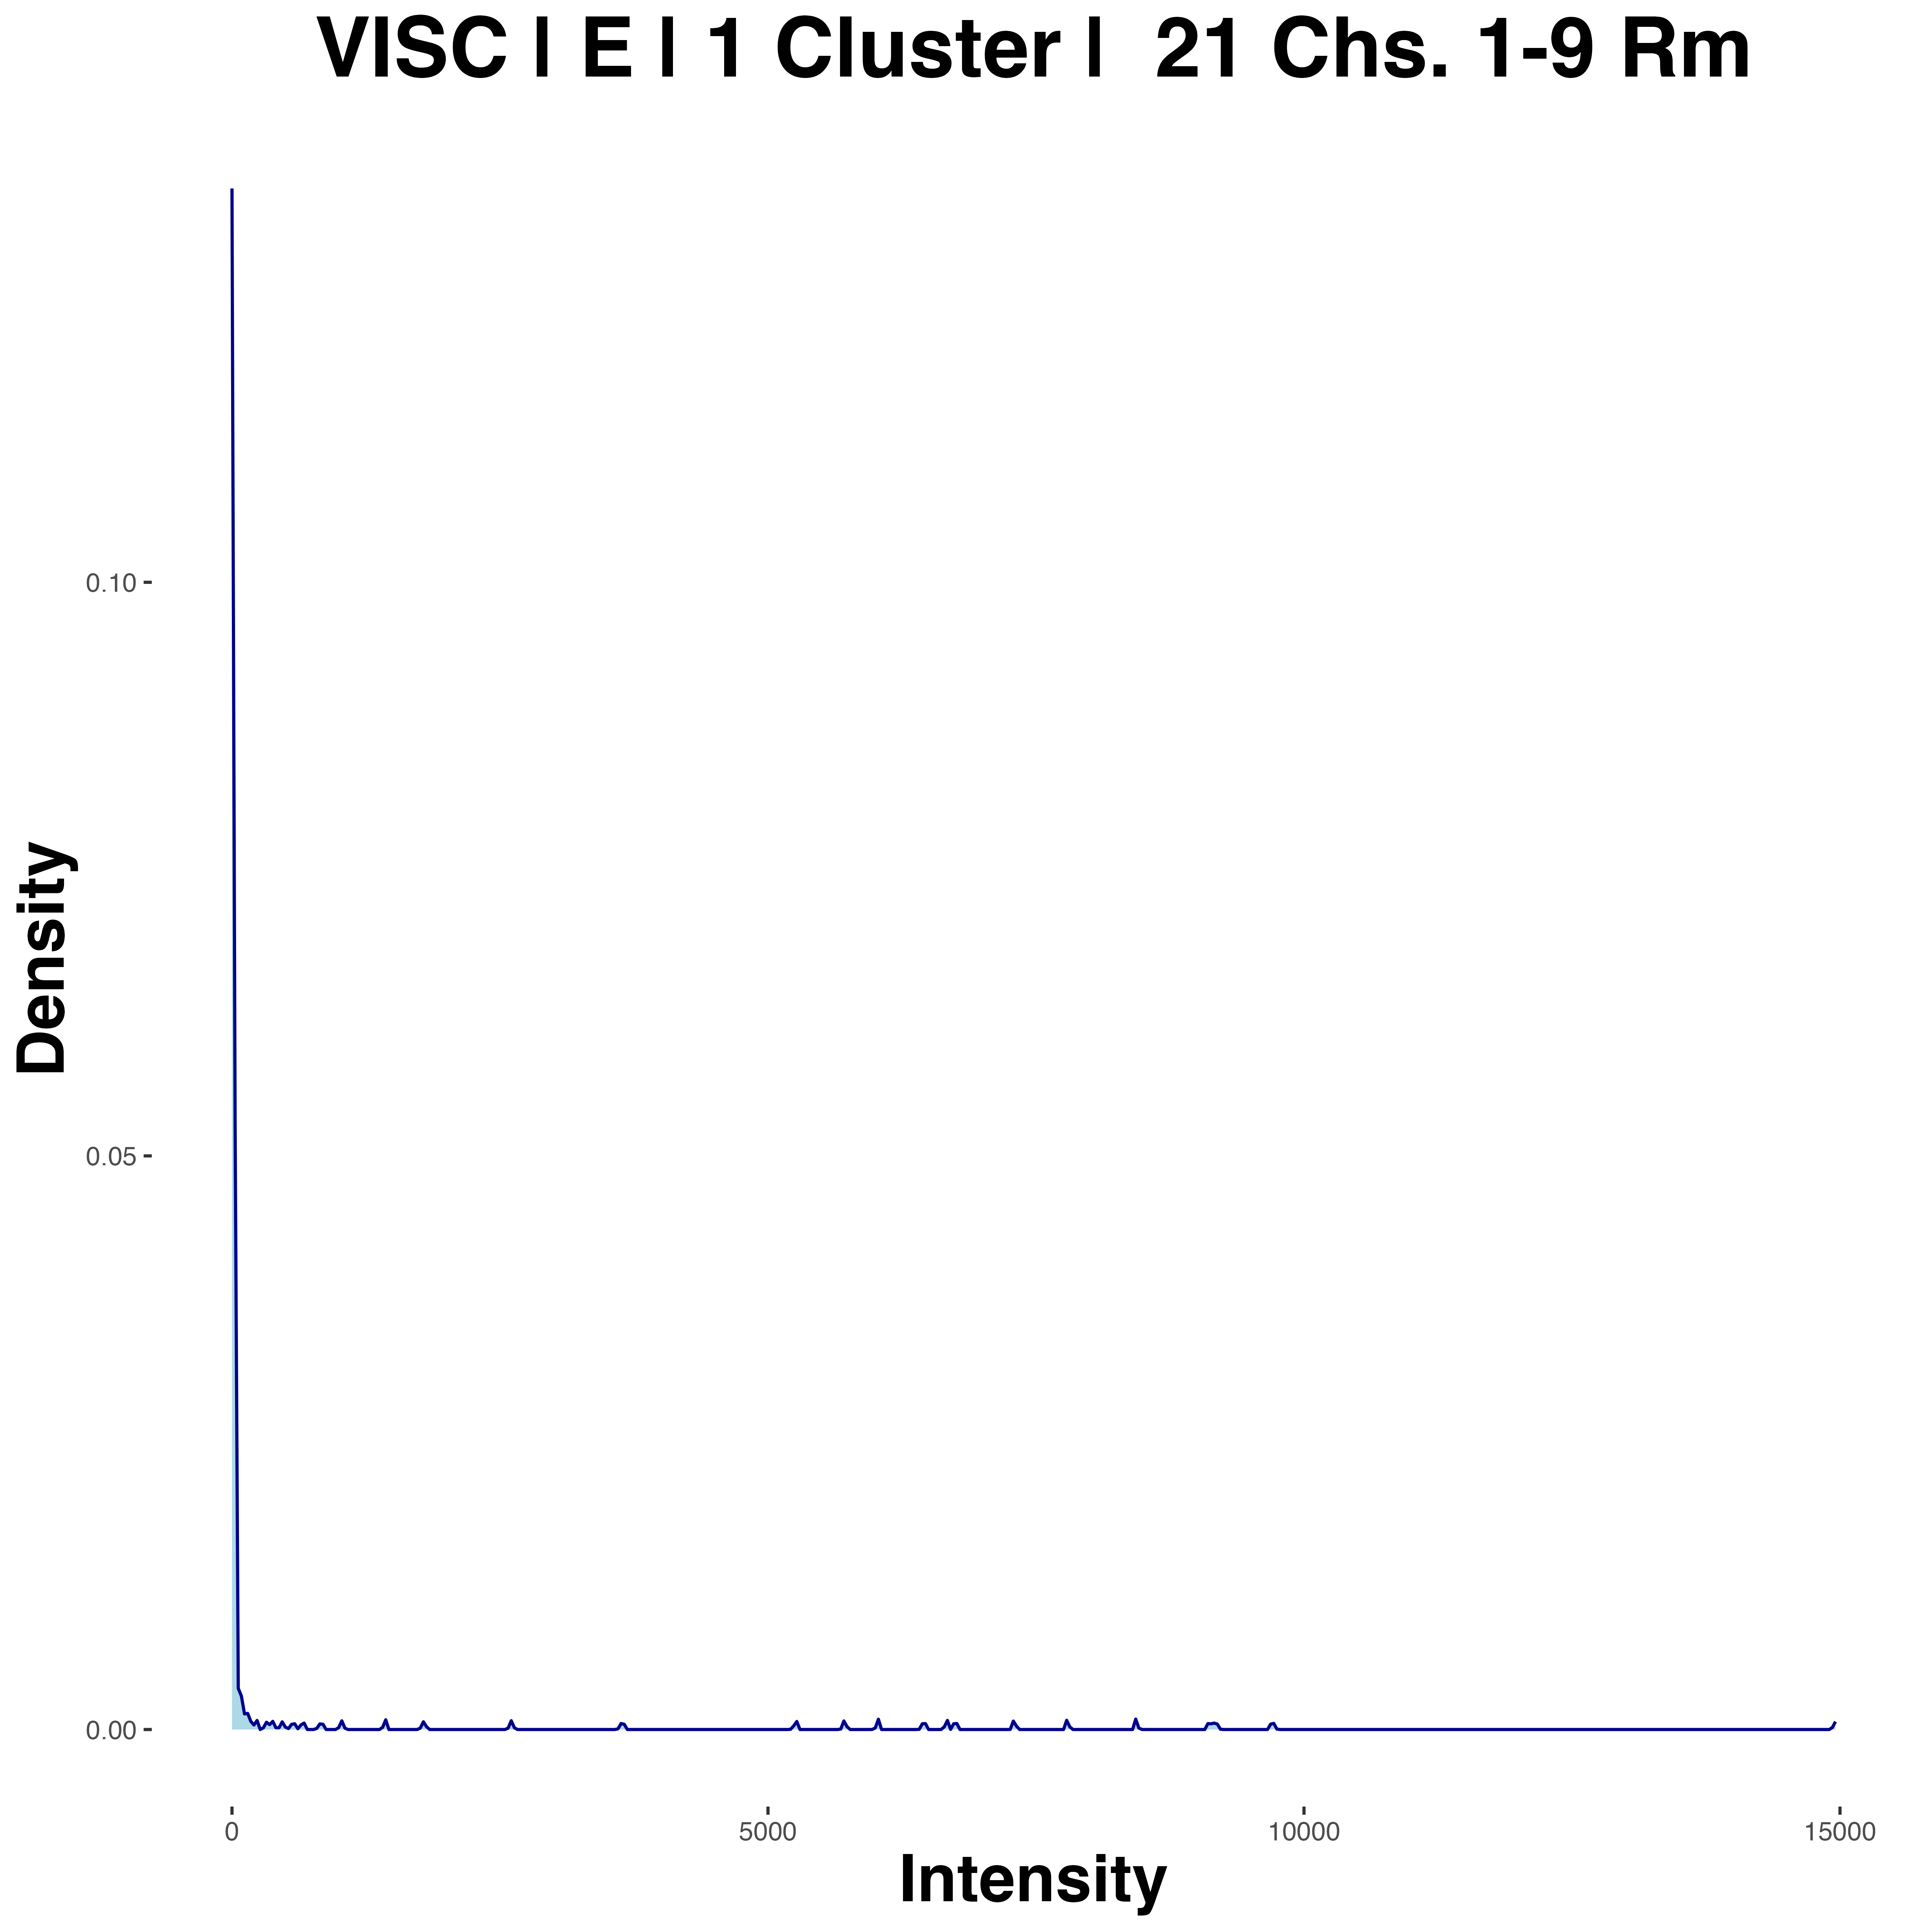 VISC | E | 1 Cluster |  21 Chs. 1-9 Rm
Density
0.10
0.05
0.00
0
5000
10000
15000
Intensity